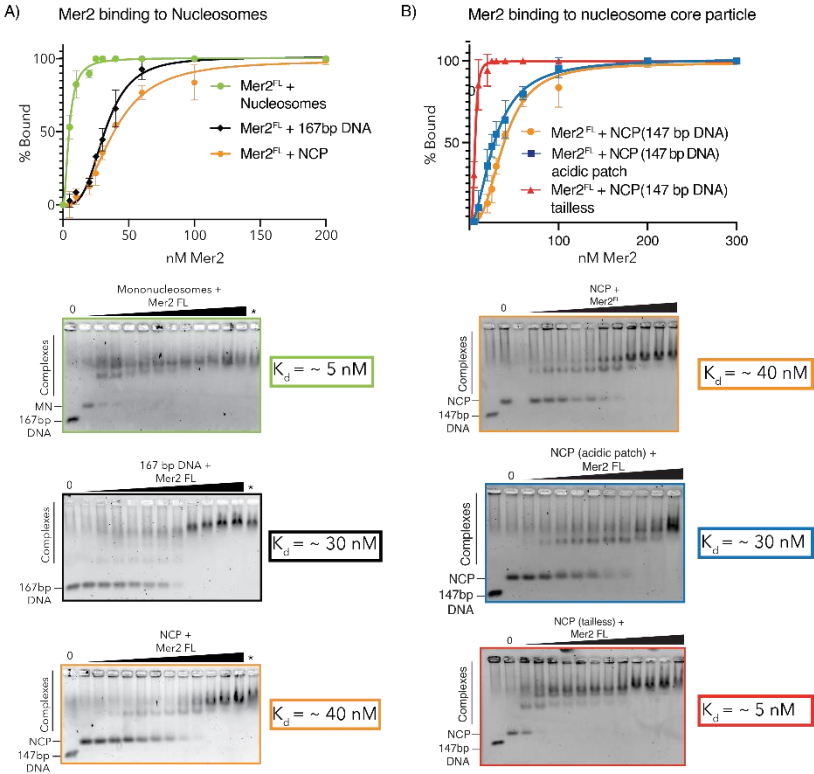 A)
Mer2 binding to Nucleosomes
% Bound
100
50
0
Mer2FL +
Nucleosomes
Mer2FL + 167bp DNA
Mer2FL + NCP
0
50
100
150
200
nM Mer2
Mononucleosomes +
Mer2 FL
0
*
Complexes
MN
167bp
DNA
Kd = ~ 5 nM
167 bp DNA +
Mer2 FL
0
*
Complexes
167bp
DNA
Kd = ~ 30 nM
NCP +
Mer2 FL
0
*
Complexes
NCP
147bp
DNA
Kd = ~ 40 nM
B)
Mer2 binding to nucleosome core particle
% Bound
100
0
50
Mer2FL + NCP(147 bp DNA)
Mer2FL + NCP(147 bp DNA)
acidic patch
Mer2FL + NCP(147 bp DNA)
tailless
100
200
300
nM Mer2
NCP +
Mer2Fl
0
Complexes
NCP
147bp
DNA
Kd = ~ 40 nM
NCP (acidic patch) +
Mer2 FL
0
Complexes
NCP
147bp
DNA
Kd = ~ 30 nM
NCP (tailless) +
Mer2 FL
0
Complexes
NCP
147bp
DNA
Kd = ~ 5 nM